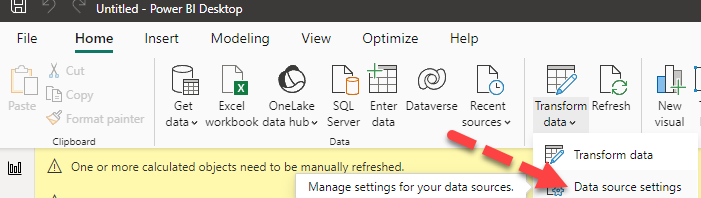 Untitled - Power BI Desktop
File Home Insert Modeling View Optimize Help
Paste Cut
Copy
Format painter
Get data Excel workbook OneLake data hub SQL Server Enter data Dataverse Recent sources Transform data Refresh New visual
Clipboard Data
Transform data
One or more calculated objects need to be manually refreshed.
Manage settings for your data sources.
Data source settings